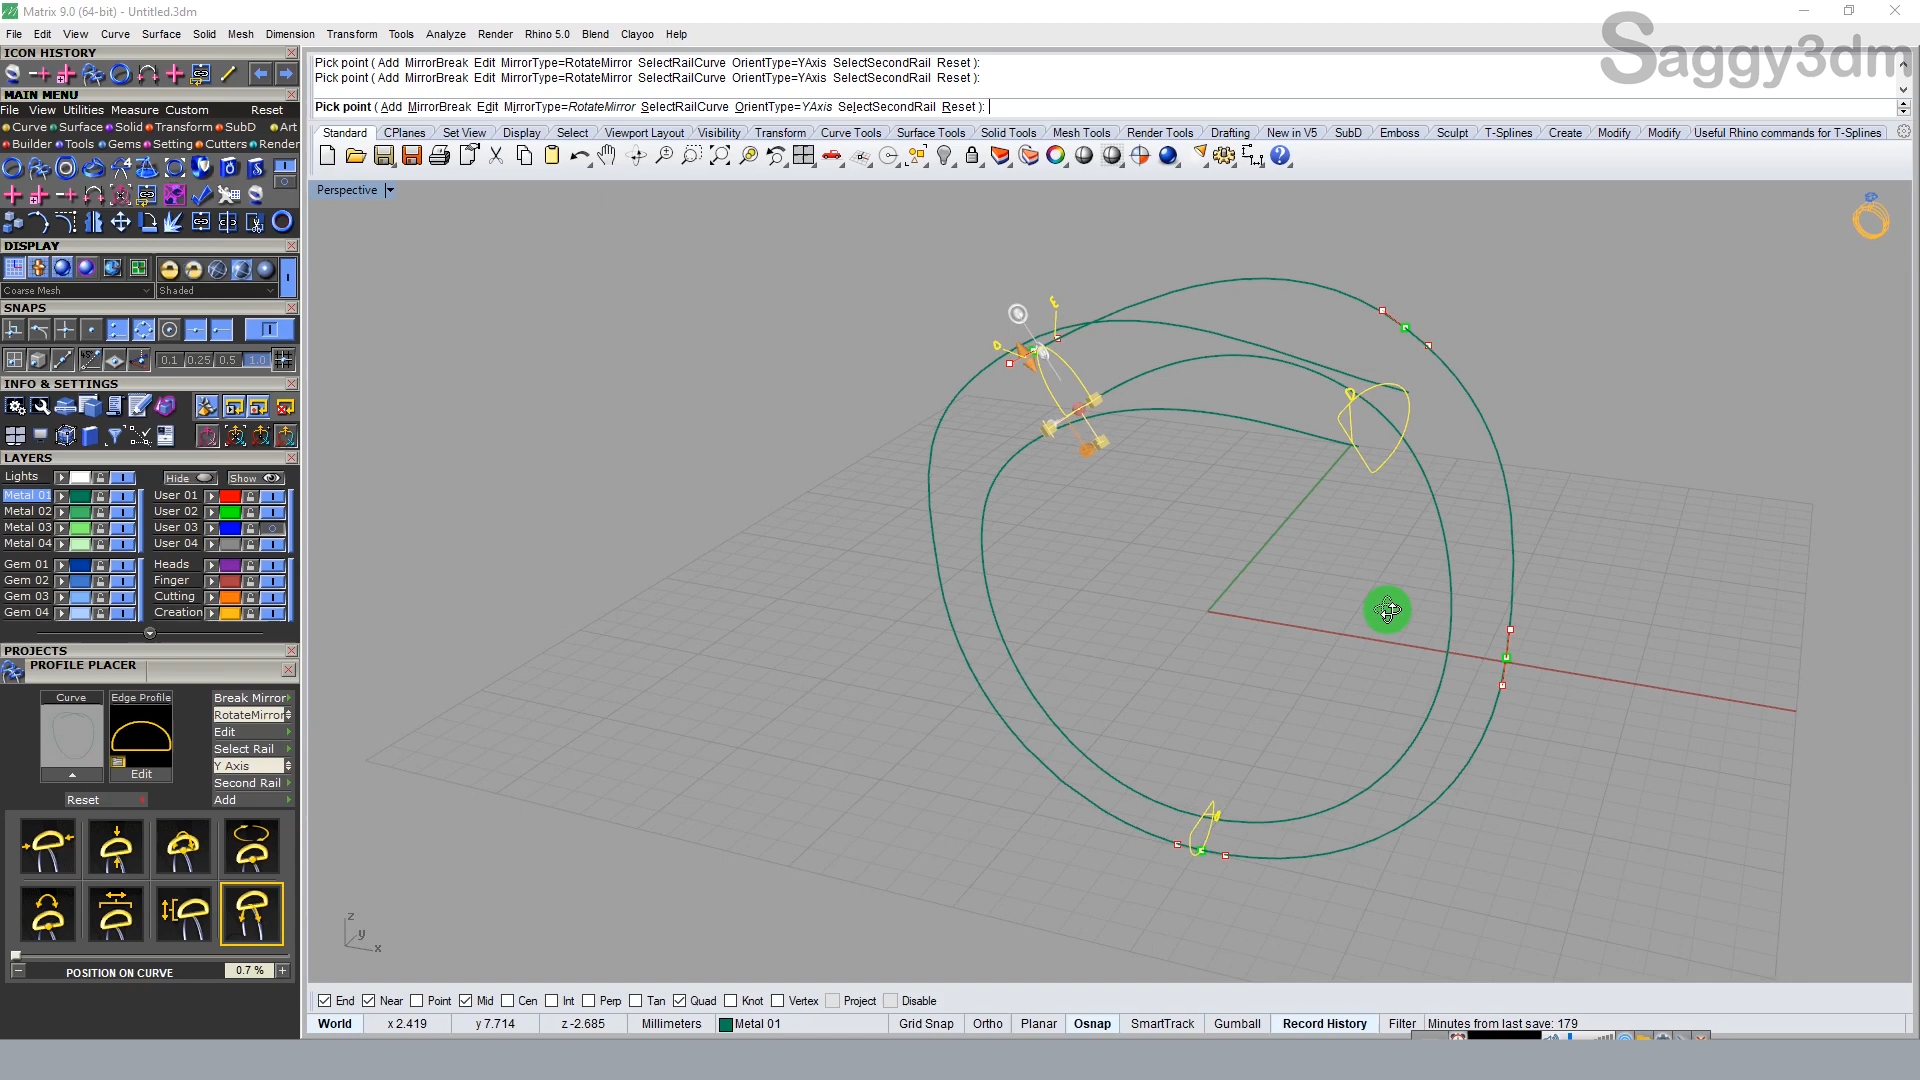 Matrix 9.0 (64-bit) - Untitled.3dm
File Edit View Curve Surface Solid Mesh Dimension Transform Tools Analyze Render Rhino 5.0 Blend Clayoo Help
Saggy3dm
ICON HISTORY
Pick point ( Add MirrorBreak Edit MirrorType=RotateMirror SelectRailCurve OrientType=YAxis SelectSecondRail Reset ):
Pick point ( Add MirrorBreak Edit MirrorType=RotateMirror SelectRailCurve OrientType=YAxis SelectSecondRail Reset ):
Pick point ( Add MirrorBreak Edit MirrorType=RotateMirror SelectRailCurve OrientType=YAxis SelectSecondRail Reset ):
MAIN MENU
File View Utilities Measure Custom Reset
Curve Surface Solid Transform SubD Art
Builder Tools Gems Setting Cutters Render
Standard CPlanes Set View Display Select Viewport Layout Visibility Transform Curve Tools Surface Tools Solid Tools Mesh Tools Render Tools Drafting New in V5 SubD Emboss Sculpt T-Splines Create Modify Modify Useful Rhino commands for T-Splines
Perspective
DISPLAY
Coarse Mesh Shaded
SNAPS
0.1 0.25 0.5 1.0
INFO & SETTINGS
LAYERS
Lights Hide Show
Metal 01 User 01
Metal 02 User 02
Metal 03 User 03
Metal 04 User 04
Gem 01 Heads
Gem 02 Finger
Gem 03 Cutting
Gem 04 Creation
PROJECTS
PROFILE PLACER
Curve Edge Profile Break Mirror
RotateMirror
Edit
Select Rail
Y Axis
Edit Second Rail
Reset Add
POSITION ON CURVE 0.7 %
z
y
x
End Near Point Mid Cen Int Perp Tan Quad Knot Vertex Project Disable
World x 2.419 y 7.714 z -2.685 Millimeters Metal 01 Grid Snap Ortho Planar Osnap SmartTrack Gumball Record History Filter Minutes from last save: 179